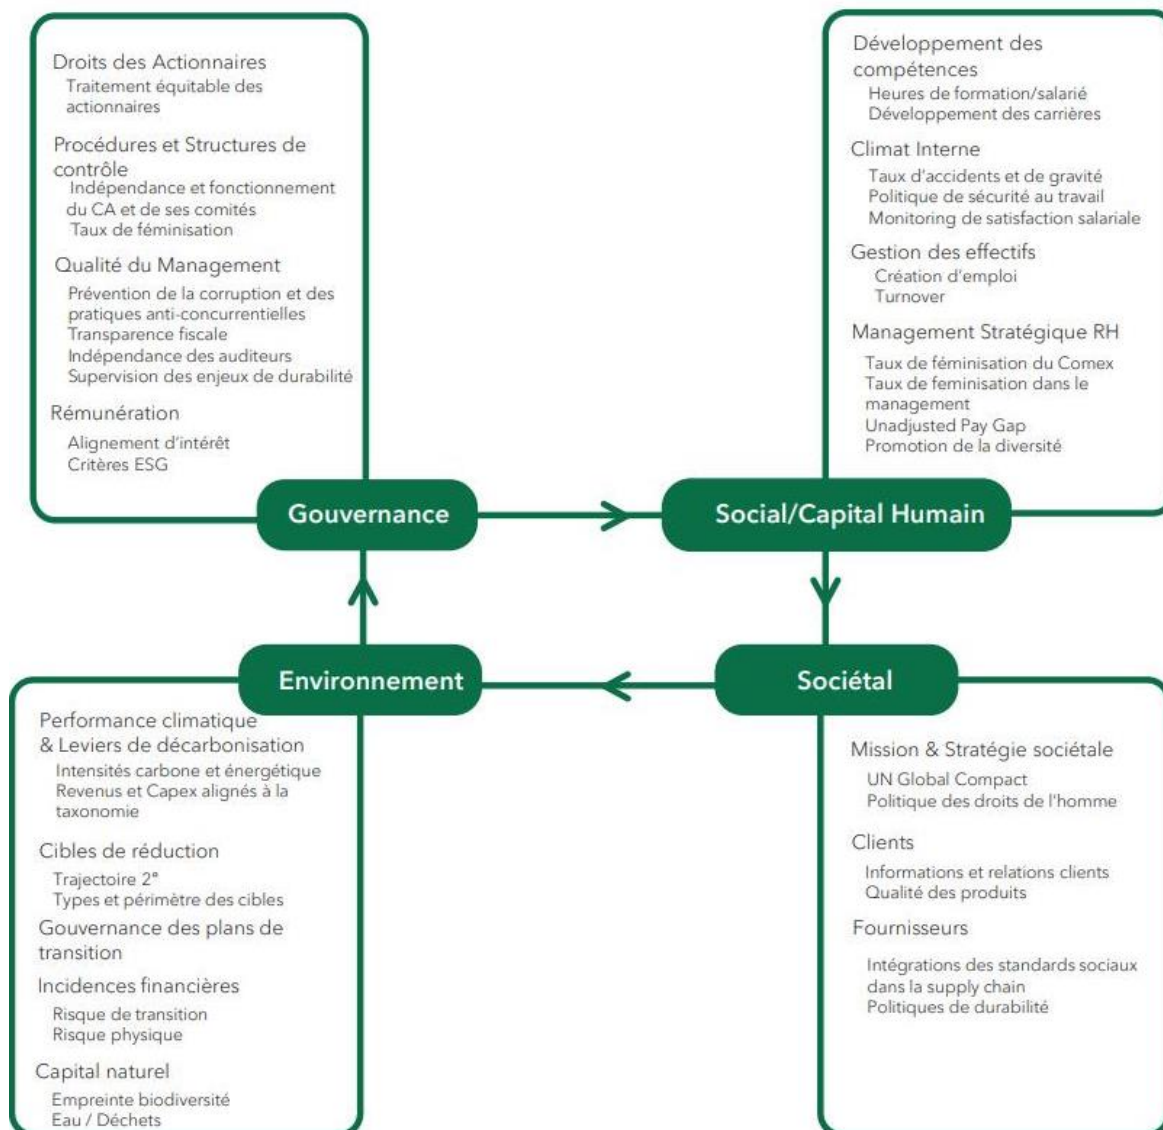 Droits des Actionnaires
Traitement équitable des
actionnaires
Procédures et Structures de
contrôle
Indépendance et fonctionnement
du CA et de ses comités
Taux de féminisation
Qualité du Management
Prévention de la corruption et des
pratiques anti-concurrentielles
Transparence fiscale
Indépendance des auditeurs
Supervision des enjeux de durabilité
Rémunération
Alignement d'intérêt
Critères ESG
Gouvernance
Développement des
compétences
Heures de formation/salarié
Développement des carrières
Climat Interne
Taux d'accidents et de gravité
Politique de sécurité au travail
Monitoring de satisfaction salariale
Gestion des effectifs
Création d'emploi
Turnover
Management Stratégique RH
Taux de féminisation du Comex
Taux de feminisation dans le
management
Unadjusted Pay Gap
Promotion de la diversité
Social/Capital Humain
Environnement
Performance climatique
& Leviers de décarbonisation
Intensités carbone et énergétique
Revenus et Capex alignés à la
taxonomie
Cibles de réduction
Trajectoire 2°
Types et périmètre des cibles
Gouvernance des plans de
transition
Incidences financières
Risque de transition
Risque physique
Capital naturel
Empreinte biodiversité
Eau / Déchets
Sociétal
Mission & Stratégie sociétale
UN Global Compact
Politique des droits de l'homme
Clients
Informations et relations clients
Qualité des produits
Fournisseurs
Intégrations des standards sociaux
dans la supply chain
Politiques de durabilité